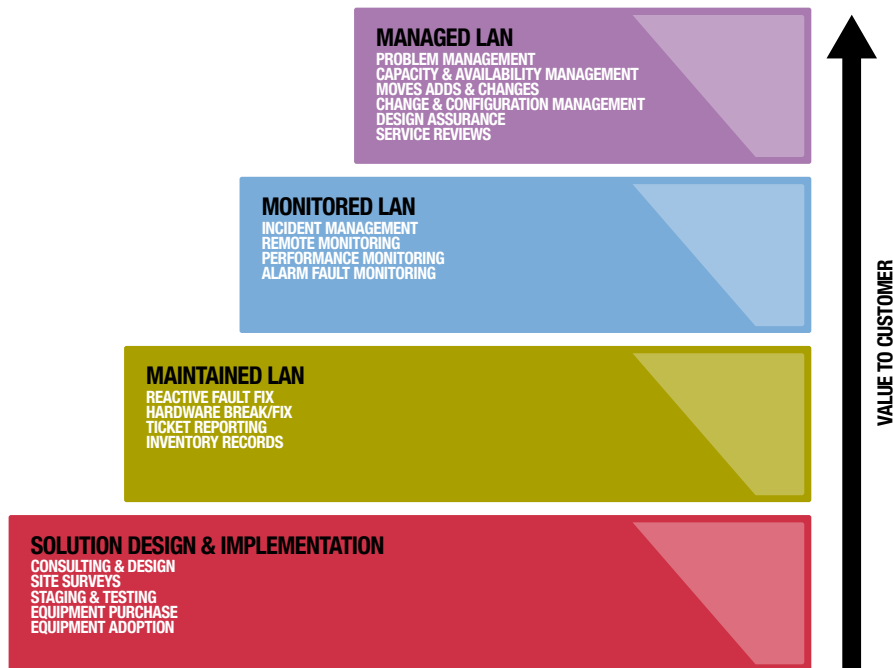 MANAGED LAN
PROBLEM MANAGEMENT
CAPACITY & AVAILABILITY MANAGEMENT
MOVES ADDS & CHANGES
CHANGE & CONFIGURATION MANAGEMENT
DESIGN ASSURANCE
SERVICE REVIEWS
MONITORED LAN
INCIDENT MANAGEMENT
REMOTE MONITORING
PERFORMANCE MONITORING
ALARM FAULT MONITORING
MAINTAINED LAN
REACTIVE FAULT FIX
HARDWARE BREAK/FIX
TICKET REPORTING
INVENTORY RECORDS
SOLUTION DESIGN & IMPLEMENTATION
CONSULTING & DESIGN
SITE SURVEYS
STAGING & TESTING
EQUIPMENT PURCHASE
EQUIPMENT ADOPTION
VALUE TO CUSTOMER